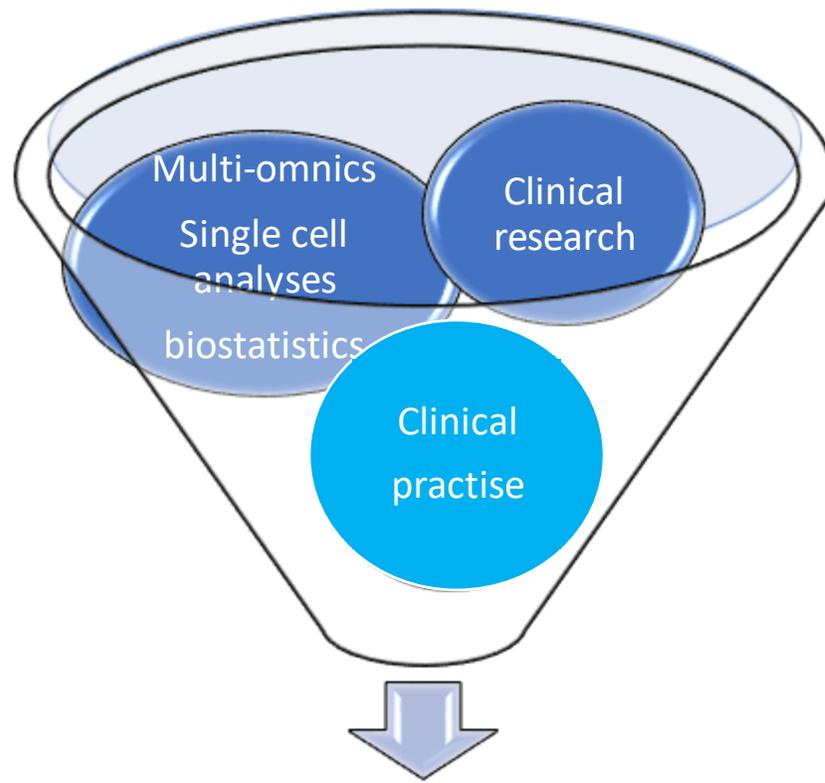 Multi-omnics
Single cell
analyses
biostatistics
Clinical
research
Clinical
practise